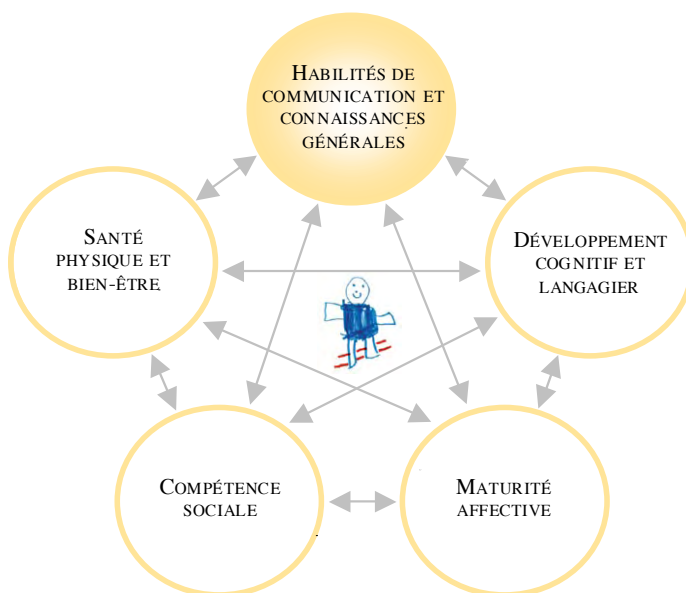 HABILITÉS DE
COMMUNICATION ET
CONNAISSANCES
GÉNÉRALES
SANTÉ
PHYSIQUE ET
BIEN-ÊTRE
DÉVELOPPEMENT
COGNITIF ET
LANGAGIER
COMPÉTENCE
SOCIALE
MATURITÉ
AFFECTIVE